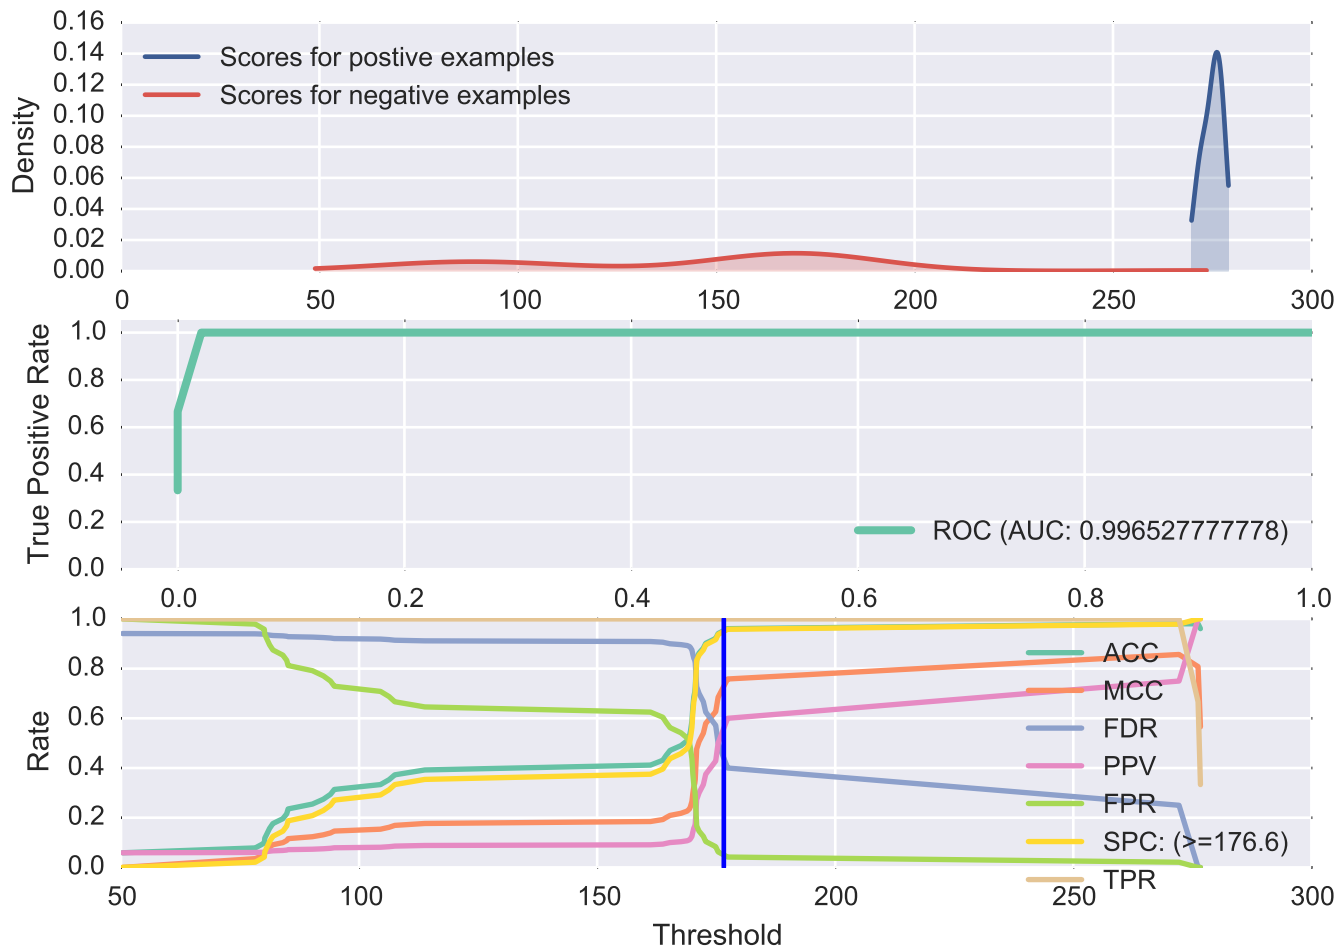 0.16
0.14
0.12
0.10
0.08
0.06
0.04
0.02
0.00
Density
Scores for postive examples
Scores for negative examples
0 50 100 150 200 250 300
1.0
0.8
0.6
0.4
0.2
0.0
True Positive Rate
ROC (AUC: 0.996527777778)
0.0 0.2 0.4 0.6 0.8 1.0
1.0
0.8
0.6
0.4
0.2
0.0
Rate
ACC
MCC
FDR
PPV
FPR
SPC: (>=176.6)
TPR
50 100 150 200 250 300
Threshold